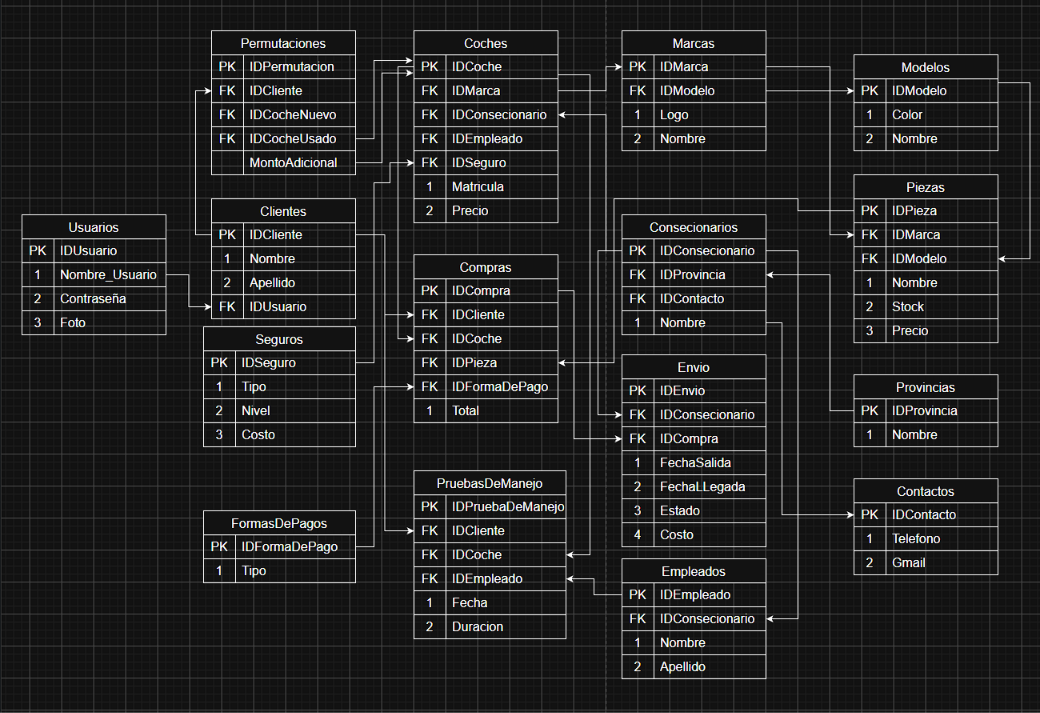 Permutaciones
PK IDPermutacion
FK IDCliente
FK IDCocheNuevo
FK IDCocheUsado
MontoAdicional
Coches
PK IDCoche
FK IDMarca
FK IDConsecionario
FK IDEmpleado
FK IDSeguro
1 Matricula
2 Precio
Marcas
PK IDMarca
FK IDModelo
1 Logo
2 Nombre
Modelos
PK IDModelo
1 Color
2 Nombre
Usuarios
PK IDUsuario
1 Nombre_Usuario
2 Contraseña
3 Foto
Clientes
PK IDCliente
1 Nombre
2 Apellido
FK IDUsuario
Compras
PK IDCompra
FK IDCliente
FK IDCoche
FK IDPieza
FK IDFormaDePago
1 Total
Consecionarios
PK IDConsecionario
FK IDProvincia
FK IDContacto
1 Nombre
Piezas
PK IDPieza
FK IDMarca
FK IDModelo
1 Nombre
2 Stock
3 Precio
Seguros
PK IDSeguro
1 Tipo
2 Nivel
3 Costo
Envio
PK IDEnvio
FK IDConsecionario
FK IDCompra
1 FechaSalida
2 FechaLLegada
3 Estado
4 Costo
Provincias
PK IDProvincia
1 Nombre
FormasDePagos
PK IDFormaDePago
1 Tipo
PruebasDeManejo
PK IDPruebaDeManejo
FK IDCliente
FK IDCoche
FK IDEmpleado
1 Fecha
2 Duracion
Empleados
PK IDEmpleado
FK IDConsecionario
1 Nombre
2 Apellido
Contactos
PK IDContacto
1 Telefono
2 Gmail